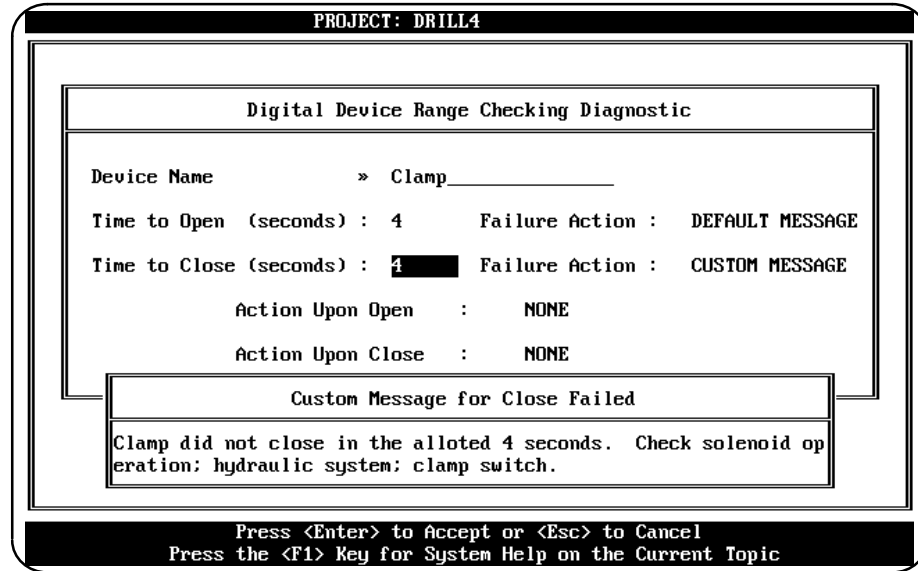 PROJECT: DRILL4
Digital Device Range Checking Diagnostic
Device Name » Clamp_______________
Time to Open (seconds) : 4 Failure Action : DEFAULT MESSAGE
Time to Close (seconds) : 4 Failure Action : CUSTOM MESSAGE
Action Upon Open : NONE
Action Upon Close : NONE
Custom Message for Close Failed
Clamp did not close in the alloted 4 seconds. Check solenoid op
eration; hydraulic system; clamp switch.
Press <Enter> to Accept or <Esc> to Cancel
Press the <F1> Key for System Help on the Current Topic